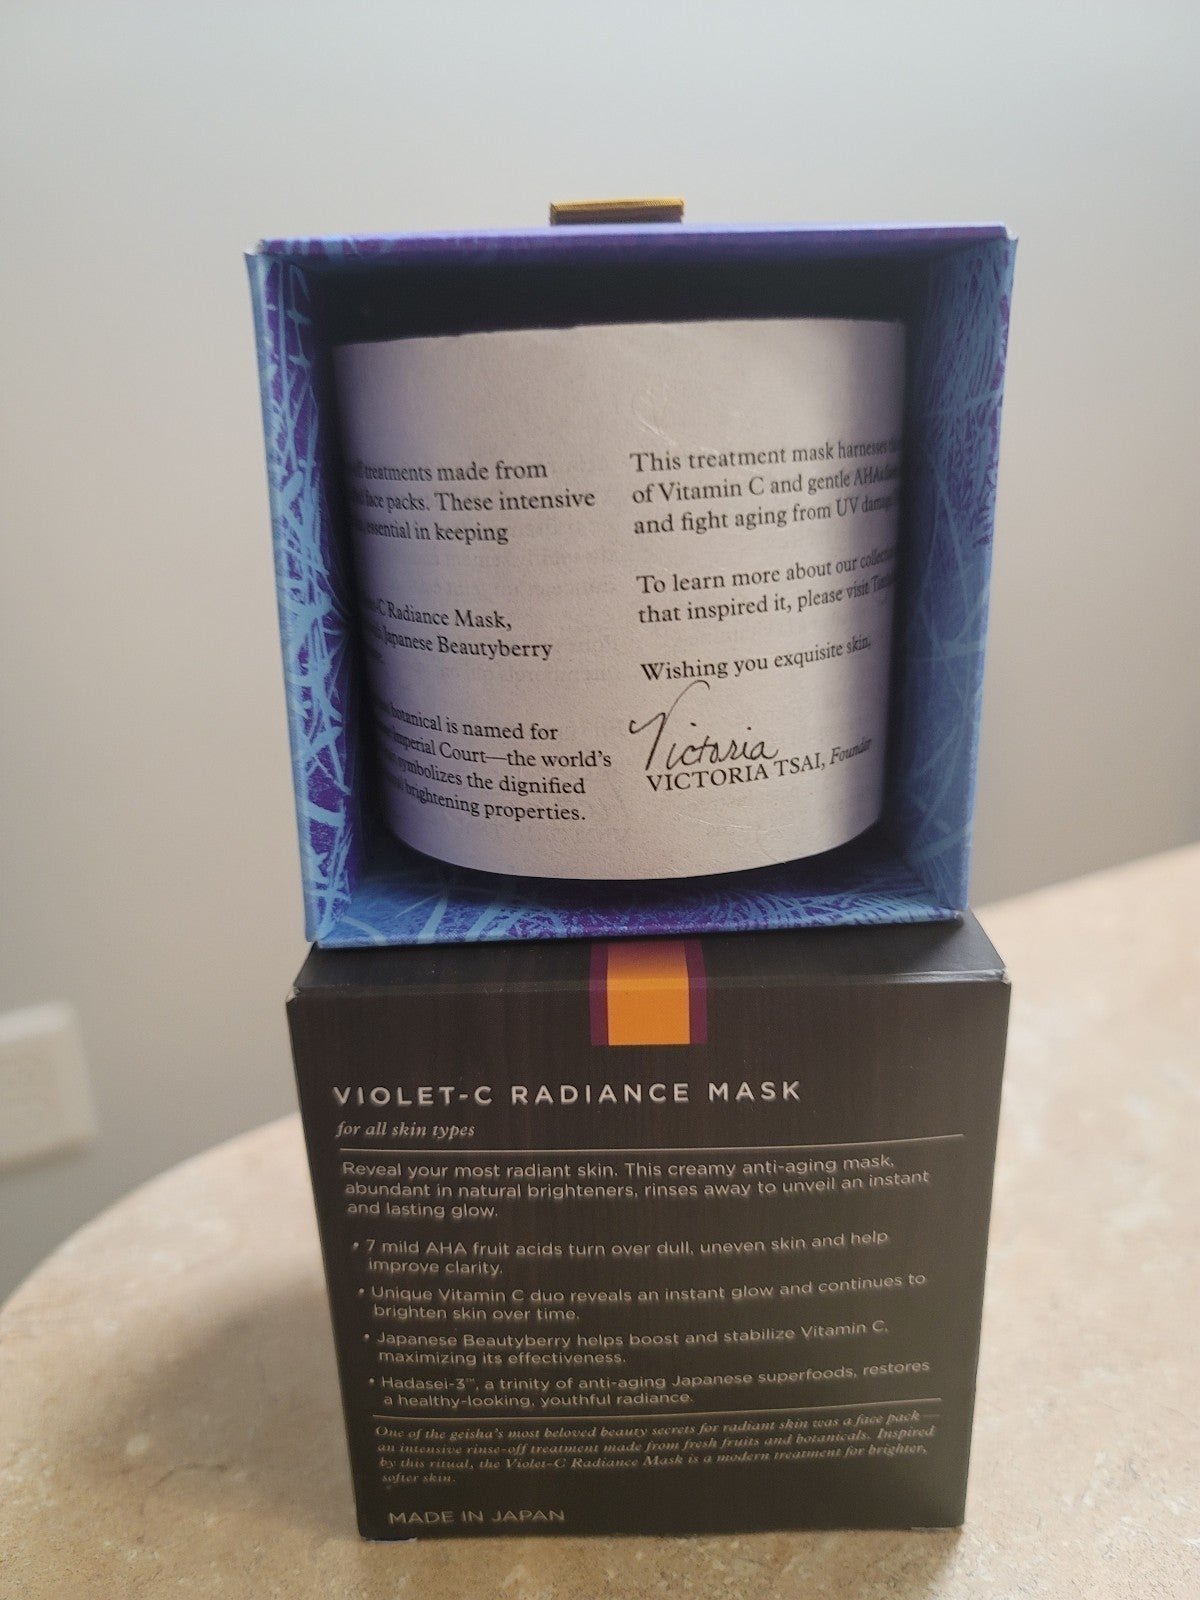 treatments made from
face packs. These intensive
essential in keeping
Radiance Mask,
Japanese Beautyberry
botanical is named for
Imperial Court—the world's
symbolizes the dignified
brightening properties.
This treatment mask harnesses
of Vitamin C and gentle AHAs
and fight aging from UV
To learn more about our
that inspired it, please visit
Wishing you exquisite skin,
Victoria
VICTORIA TSAI, Founder
VIOLET-C RADIANCE MASK
for all skin types
Reveal your most radiant skin. This creamy anti-aging mask,
abundant in natural brighteners, rinses away to unveil an instant
and lasting glow.
• 7 mild AHA fruit acids turn over dull, uneven skin and help
improve clarity.
• Unique Vitamin C duo reveals an instant glow and continues to
brighten skin over time.
• Japanese Beautyberry helps boost and stabilize Vitamin C,
maximizing its effectiveness.
• Hadasei-3™, a trinity of anti-aging Japanese superfoods, restores
a healthy-looking, youthful radiance.
One of the geisha's most beloved beauty secrets for radiant skin was a face pack—
an intensive rinse-off treatment made from fresh fruits and botanicals. Inspired
by this ritual, the Violet-C Radiance Mask is a modern treatment for brighter,
softer skin.
MADE IN JAPAN